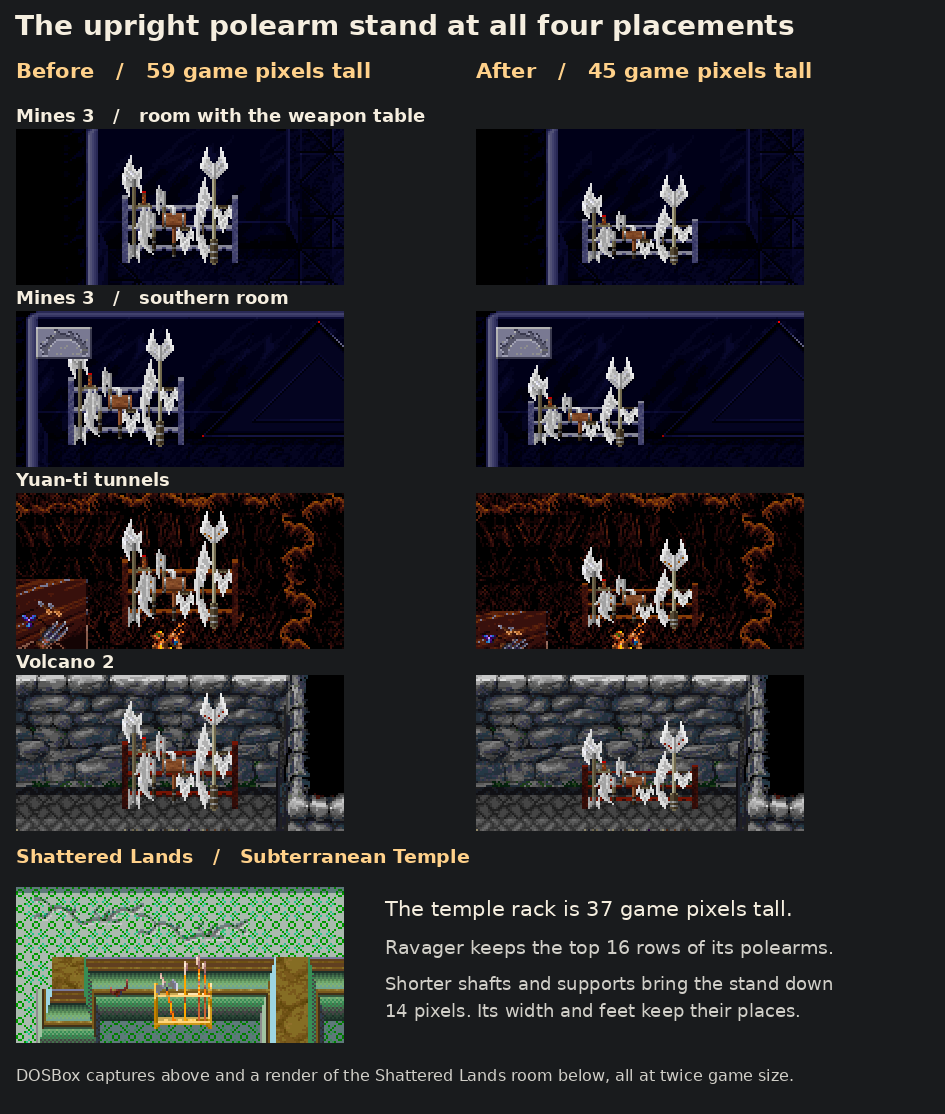 The upright polearm stand at all four placements
Before / 59 game pixels tall
After / 45 game pixels tall
Mines 3 / room with the weapon table
Mines 3 / southern room
Yuan-ti tunnels
Volcano 2
Shattered Lands / Subterranean Temple
The temple rack is 37 game pixels tall.
Ravager keeps the top 16 rows of its polearms.
Shorter shafts and supports bring the stand down
14 pixels. Its width and feet keep their places.
DOSBox captures above and a render of the Shattered Lands room below, all at twice game size.